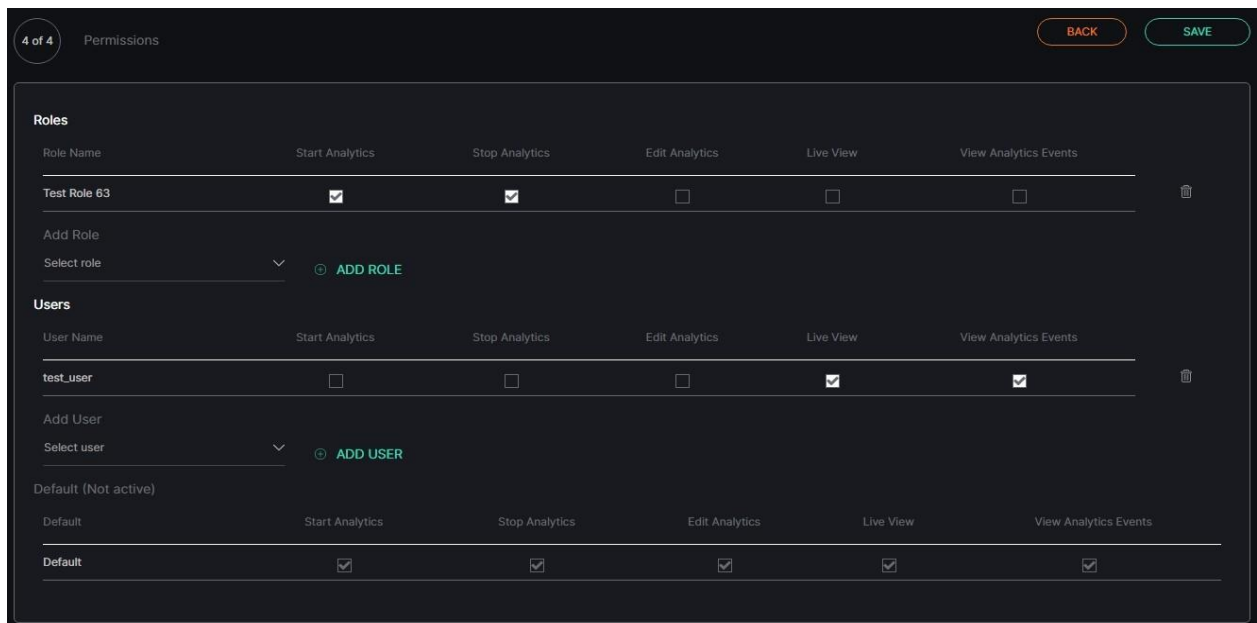 4 of 4 Permissions BACK SAVE
Roles
Role Name Start Analytics Stop Analytics Edit Analytics Live View View Analytics Events
Test Role 63
Add Role
Select role ADD ROLE
Users
User Name Start Analytics Stop Analytics Edit Analytics Live View View Analytics Events
test_user
Add User
Select user ADD USER
Default (Not active)
Default Start Analytics Stop Analytics Edit Analytics Live View View Analytics Events
Default